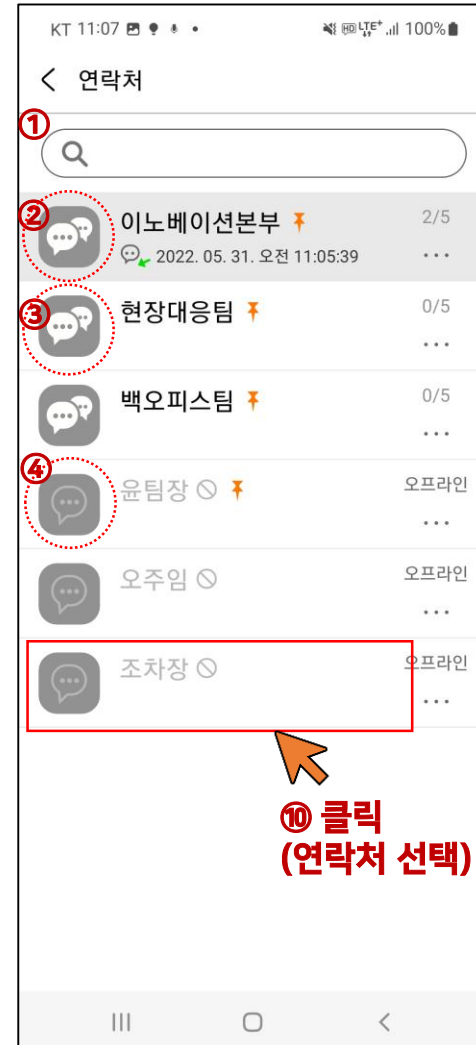 KT 11:07
HD LTE+ 100%
연락처
①
② 이노베이션본부 2/5
2022. 05. 31. 오전 11:05:39
③ 현장대응팀 0/5
백오피스팀 0/5
④ 윤팀장 오프라인
오주임 오프라인
조차장 오프라인
⑩ 클릭
(연락처 선택)